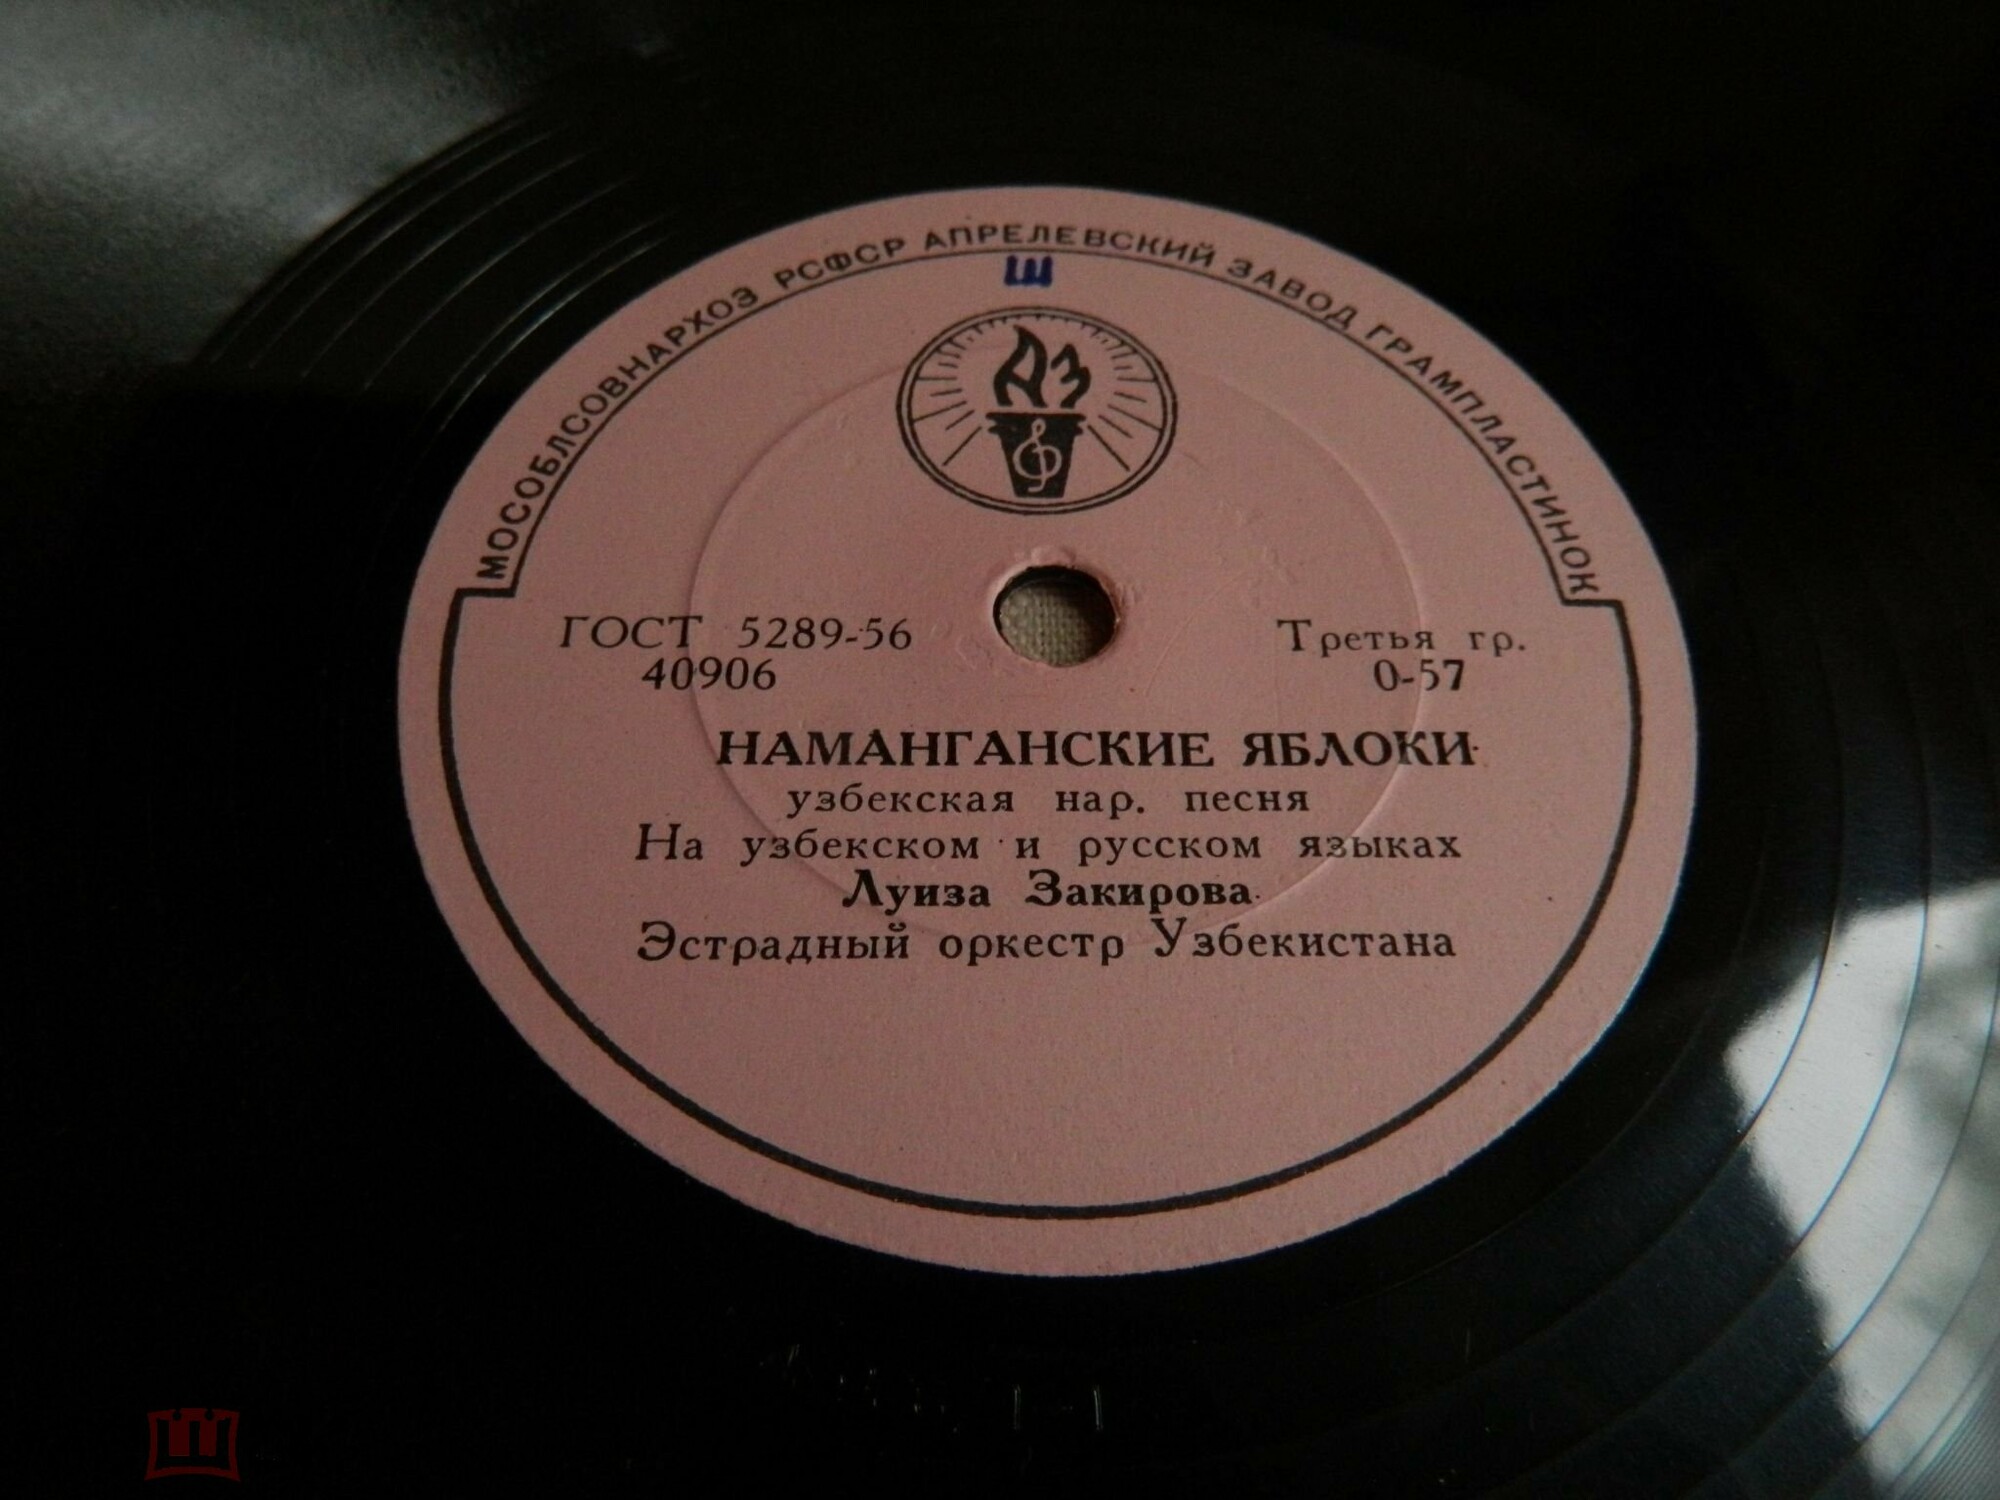 МОСОБЛСОВНАРХОЗ РСФСР АПРЕЛЕВСКИЙ ЗАВОД ГРАМПЛАСТИНОК
Ш
АЗ
ГОСТ 5289-56
40906
Третья гр.
0-57
НАМАНГАНСКИЕ ЯБЛОКИ
узбекская нар. песня
На узбекском и русском языках
Луиза Закирова
Эстрадный оркестр Узбекистана